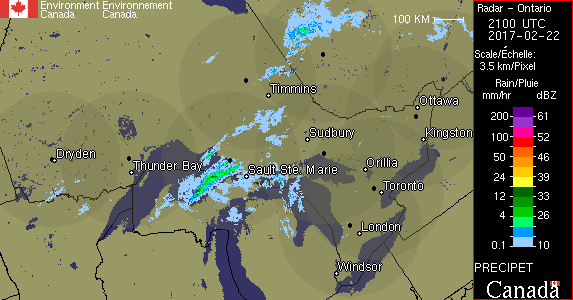 Environment Environnement
Canada Canada
100 KM
Timmins
Ottawa
Sudbury
Kingston
Dryden
Thunder Bay
Sault Ste. Marie
Orillia
Toronto
London
Windsor
Radar - Ontario
2100 UTC
2017-02-22
Scale/Échelle:
3.5 km/Pixel
Rain/Pluie
mm/hr dBZ
200 61
100 52
50 46
24 39
12 33
4 26
0.1 10
PRECIPET
Canada